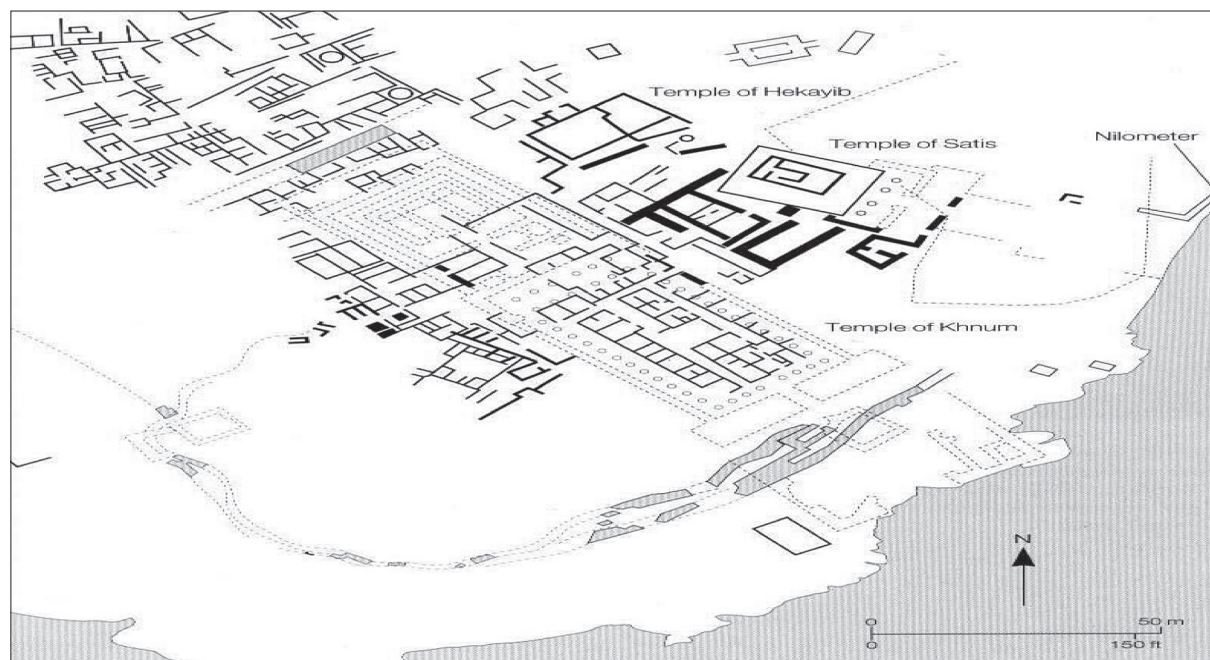 Temple of Hekayib
Nilometer
Temple of Satis
Temple of Khnum
N
0 50 m
0 150 ft